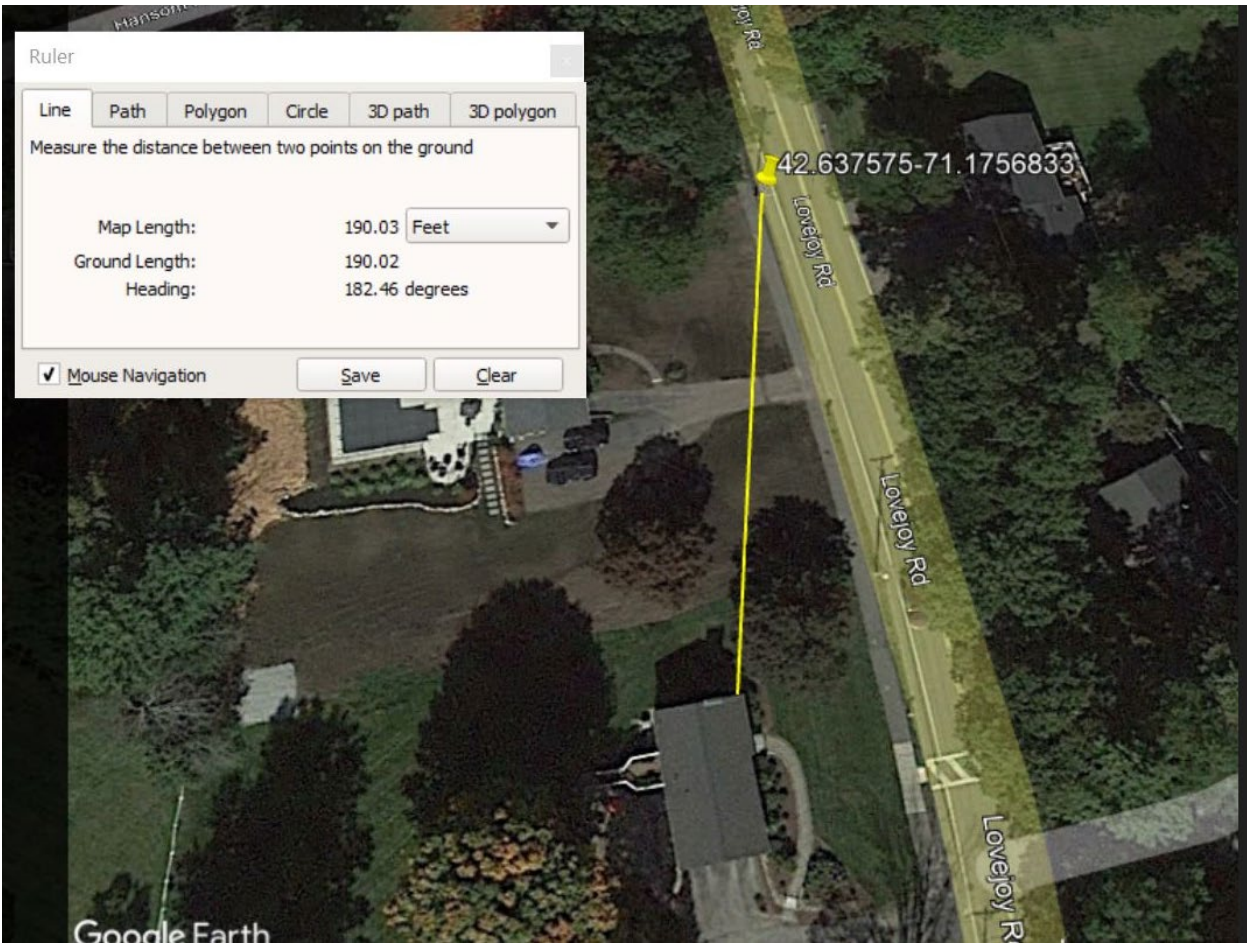 Hanson
Ruler
x
Line Path Polygon Circle 3D path 3D polygon
Measure the distance between two points on the ground
Map Length: 190.03 Feet
Ground Length: 190.02
Heading: 182.46 degrees
Mouse Navigation Save Clear
joy Rd
42.637575-71.1756833
Lovejoy Rd
Lovejoy Rd
Lovejoy R
Google Earth